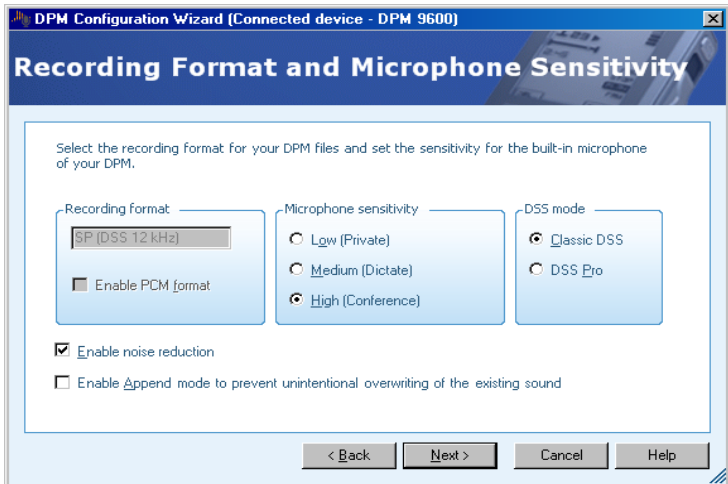 DPM Configuration Wizard (Connected device - DPM 9600)
Recording Format and Microphone Sensitivity
Select the recording format for your DPM files and set the sensitivity for the built-in microphone
of your DPM.
Recording format
SP (DSS 12 kHz)
Enable PCM format
Microphone sensitivity
Low (Private)
Medium (Dictate)
High (Conference)
DSS mode
Classic DSS
DSS Pro
Enable noise reduction
Enable Append mode to prevent unintentional overwriting of the existing sound
< Back
Next >
Cancel
Help